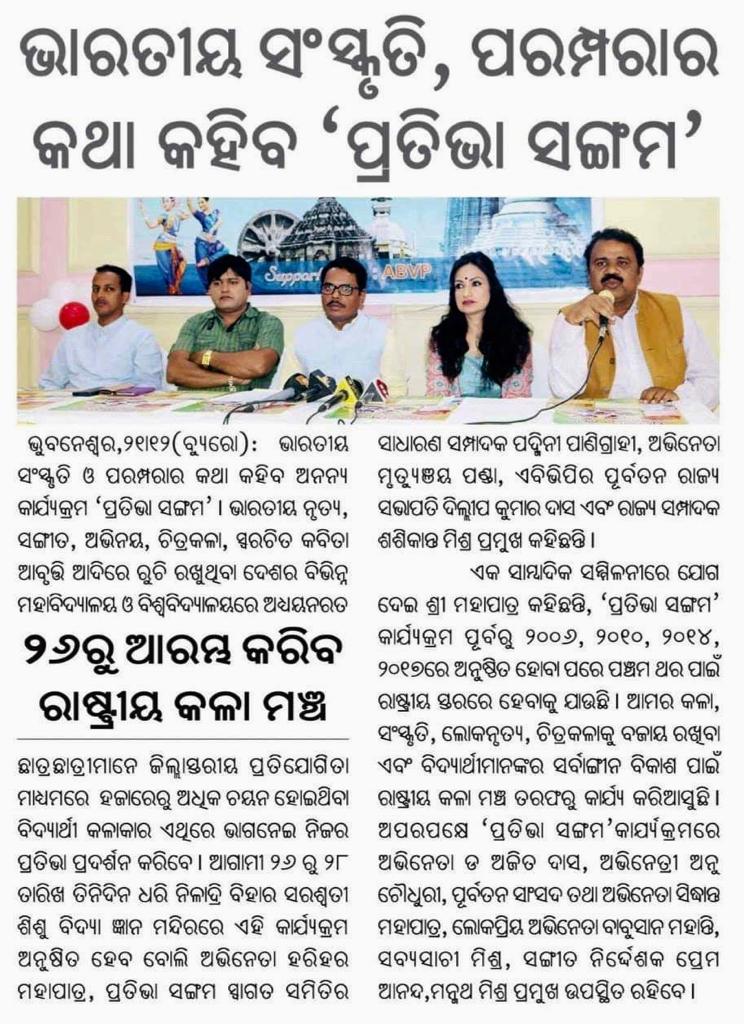 ଭାରତୀୟ ସଂସ୍କୃତି, ପରମ୍ପରାର
କଥା କହିବ ‘ପ୍ରତିଭା ସଙ୍ଗମ’
Support
ABVP
ଭୁବନେଶ୍ୱର,୨୧ା୧୨(ବ୍ୟୁରୋ): ଭାରତୀୟ
ସଂସ୍କୃତି ଓ ପରମ୍ପରାର କଥା କହିବ ଅନନ୍ୟ
କାର୍ଯ୍ୟକ୍ରମ ‘ପ୍ରତିଭା ସଙ୍ଗମ’ । ଭାରତୀୟ ନୃତ୍ୟ,
ସଙ୍ଗୀତ, ଅଭିନୟ, ଚିତ୍ରକଳା, ସ୍ୱରଚିତ କବିତା
ଆବୃତ୍ତି ଆଦିରେ ରୁଚି ରଖୁଥିବା ଦେଶର ବିଭିନ୍ନ
ମହାବିଦ୍ୟାଳୟ ଓ ବିଶ୍ୱବିଦ୍ୟାଳୟରେ ଅଧ୍ୟୟନରତ
୨୬ରୁ ଆରମ୍ଭ କରିବ
ରାଷ୍ଟ୍ରୀୟ କଳା ମଞ୍ଚ
ଛାତ୍ରଛାତ୍ରୀମାନେ ଜିଲ୍ଲାସ୍ତରୀୟ ପ୍ରତିଯୋଗିତା
ମାଧ୍ୟମରେ ହଜାରେରୁ ଅଧିକ ଚୟନ ହୋଇଥିବା
ବିଦ୍ୟାର୍ଥୀ କଳାକାର ଏଥିରେ ଭାଗନେଇ ନିଜର
ପ୍ରତିଭା ପ୍ରଦର୍ଶନ କରିବେ । ଆଗାମୀ ୨୬ ରୁ ୨୮
ତାରିଖ ତିନିଦିନ ଧରି ନିଳାଦ୍ରି ବିହାର ସରଶ୍ୱତୀ
ଶିଶୁ ବିଦ୍ୟା ଜ୍ଞାନ ମନ୍ଦିରରେ ଏହି କାର୍ଯ୍ୟକ୍ରମ
ଅନୁଷିତ ହେବ ବୋଲି ଅଭିନେତା ହରିହର
ମହାପାତ୍ର, ପ୍ରତିଭା ସଙ୍ଗମ ସ୍ୱାଗତ ସମିତିର
ସାଧାରଣ ସମ୍ପାଦକ ପଦ୍ମିନୀ ପାଣିଗ୍ରାହୀ, ଅଭିନେତା
ମୃତ୍ୟୁଞ୍ଜୟ ପଣ୍ଡା, ଏବିଭିପିର ପୂର୍ବତନ ରାଜ୍ୟ
ସଭାପତି ଦିଲ୍ଲୀପ କୁମାର ଦାସ ଏବଂ ରାଜ୍ୟ ସମ୍ପାଦକ
ଶଶିକାନ୍ତ ମିଶ୍ର ପ୍ରମୁଖ କହିଛନ୍ତି ।
ଏକ ସାମ୍ବାଦିକ ସମ୍ମିଳନୀରେ ଯୋଗ
ଦେଇ ଶ୍ରୀ ମହାପାତ୍ର କହିଛନ୍ତି, ‘ପ୍ରତିଭା ସଙ୍ଗମ’
କାର୍ଯ୍ୟକ୍ରମ ପୂର୍ବରୁ ୨୦୦୬, ୨୦୧୦, ୨୦୧୪,
୨୦୧୭ରେ ଅନୁଷ୍ଠିତ ହୋବା ପରେ ପଞ୍ଚମ ଥର ପାଇଁ
ରାଷ୍ଟ୍ରୀୟ ସ୍ତରରେ ହେବାକୁ ଯାଉଛି । ଆମର କଳା,
ସଂସ୍କୃତି, ଲୋକନୃତ୍ୟ, ଚିତ୍ରକଳାକୁ ବଜାୟ ରଖିବା
ଏବଂ ବିଦ୍ୟାର୍ଥୀମାନଙ୍କର ସର୍ବାଙ୍ଗୀନ ବିକାଶ ପାଇଁ
ରାଷ୍ଟ୍ରୀୟ କଳା ମଞ୍ଚ ତରଫରୁ କାର୍ଯ୍ୟ କରିଆସୁଛି ।
ଅପରପକ୍ଷେ ‘ପ୍ରତିଭା ସଙ୍ଗମ’କାର୍ଯ୍ୟକ୍ରମରେ
ଅଭିନେତା ଡ ଅଜିତ ଦାସ, ଅଭିନେତ୍ରୀ ଅନୁ
ଚୌଧୁରୀ, ପୂର୍ବତନ ସାଂସଦ ତଥା ଅଭିନେତା ସିଦ୍ଧାନ୍ତ
ମହାପାତ୍ର, ଲୋକପ୍ରିୟ ଅଭିନେତା ବାବୁସାନ ମହାନ୍ତି,
ସବ୍ୟସାଚୀ ମିଶ୍ର, ସଙ୍ଗୀତ ନିର୍ଦ୍ଦେଶକ ପ୍ରେମ
ଆନନ୍ଦ,ମନ୍ମଥ ମିଶ୍ର ପ୍ରମୁଖ ଉପସ୍ଥିତ ରହିବେ ।